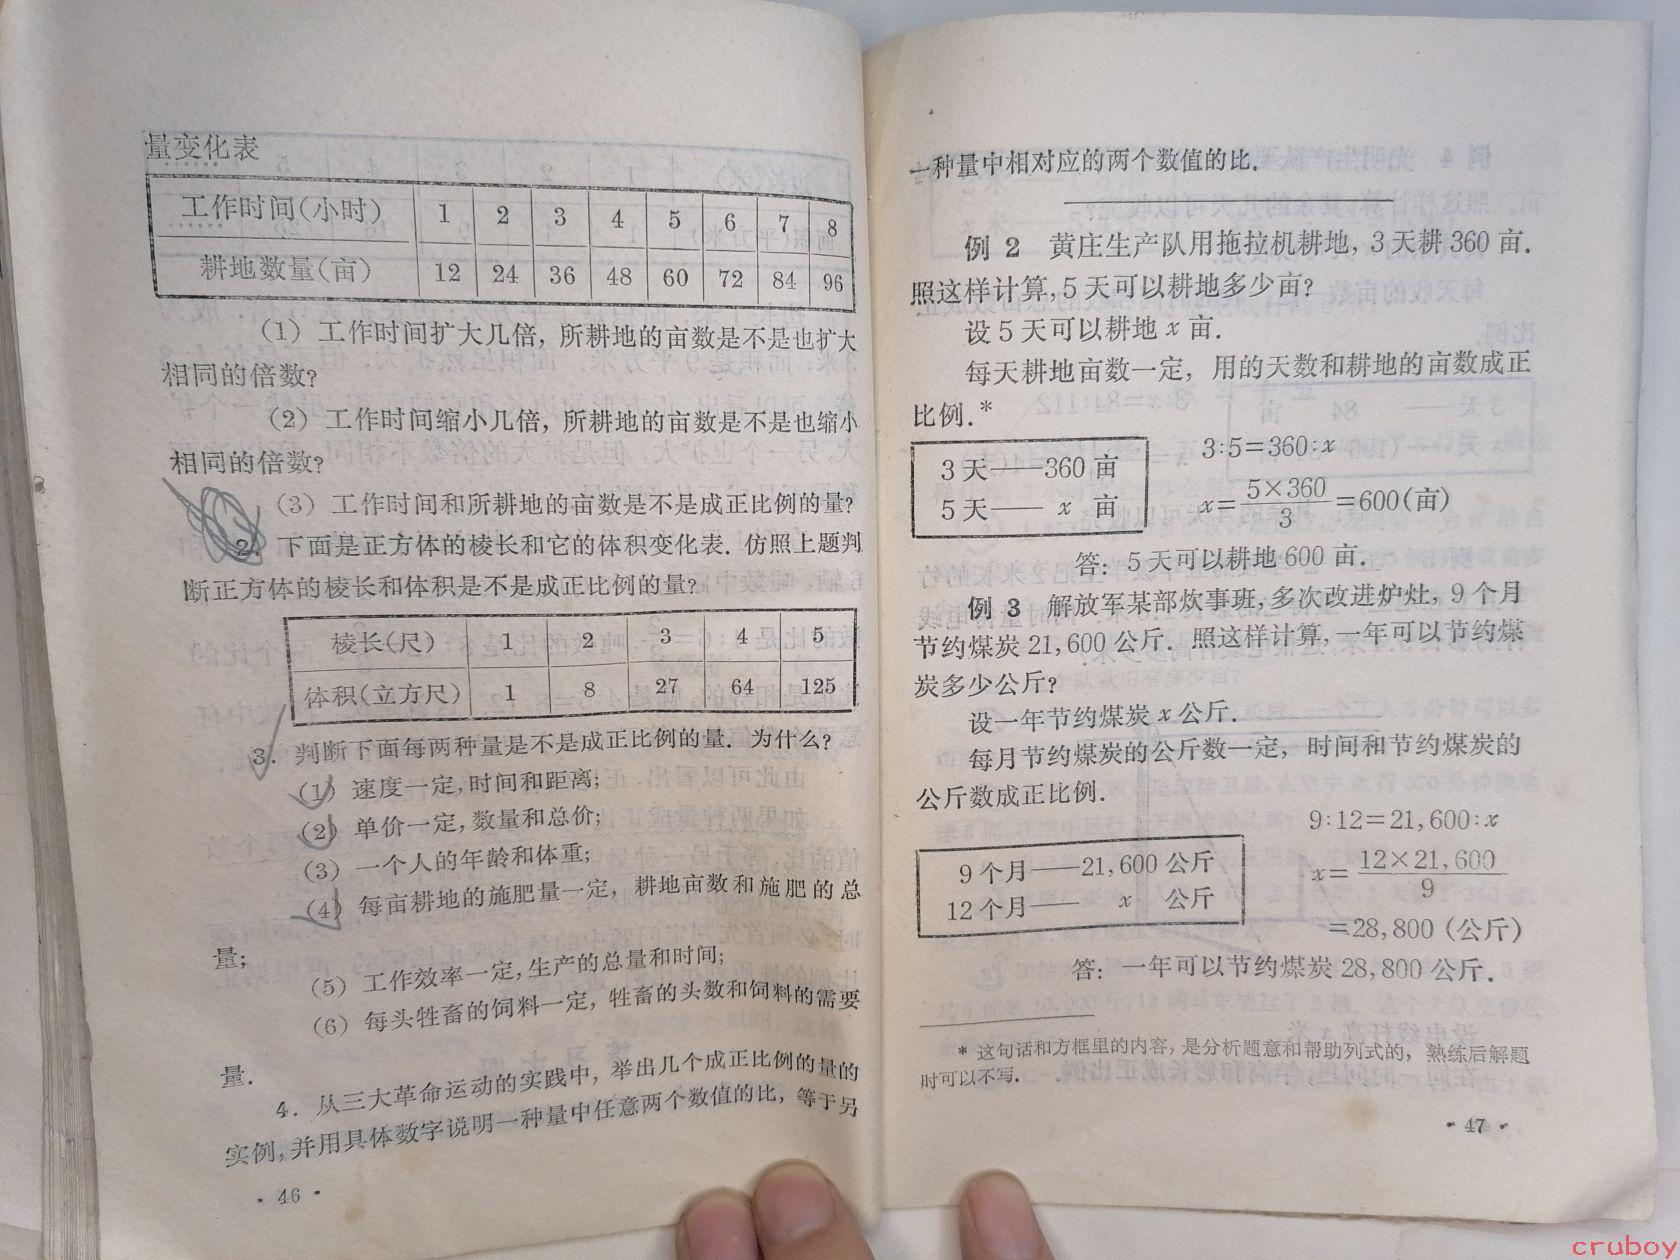 量变化表
工作时间(小时) 1 2 3 4 5 6 7 8
耕地数量(亩) 12 24 36 48 60 72 84 96
(1) 工作时间扩大几倍, 所耕地的亩数是不是也扩大
相同的倍数?
(2) 工作时间缩小几倍, 所耕地的亩数是不是也缩小
相同的倍数?
(3) 工作时间和所耕地的亩数是不是成正比例的量?
2. 下面是正方体的棱长和它的体积变化表. 仿照上题判
断正方体的棱长和体积是不是成正比例的量?
棱长(尺) 1 2 3 4 5
体积(立方尺) 1 8 27 64 125
3. 判断下面每两种量是不是成正比例的量. 为什么?
(1) 速度一定, 时间和距离;
(2) 单价一定, 数量和总价;
(3) 一个人的年龄和体重;
(4) 每亩耕地的施肥量一定, 耕地亩数和施肥的总
量;
(5) 工作效率一定, 生产的总量和时间;
(6) 每头牲畜的饲料一定, 牲畜的头数和饲料的需要
量.
4. 从三大革命运动的实践中, 举出几个成正比例的量的
实例, 并用具体数字说明一种量中任意两个数值的比, 等于另
· 46 ·
一种量中相对应的两个数值的比.
例 2 黄庄生产队用拖拉机耕地, 3 天耕 360 亩.
照这样计算, 5 天可以耕地多少亩?
设 5 天可以耕地 x 亩.
每天耕地亩数一定, 用的天数和耕地的亩数成正
比例.*
3 天——360 亩
5 天—— x 亩
3:5=360:x
x=5×360/3=600(亩)
答: 5 天可以耕地 600 亩.
例 3 解放军某部炊事班, 多次改进炉灶, 9 个月
节约煤炭 21,600 公斤. 照这样计算, 一年可以节约煤
炭多少公斤?
设一年节约煤炭 x 公斤.
每月节约煤炭的公斤数一定, 时间和节约煤炭的
公斤数成正比例.
9 个月——21,600 公斤
12 个月—— x 公斤
9:12=21,600:x
x=12×21,600/9
=28,800 (公斤)
答: 一年可以节约煤炭 28,800 公斤.
* 这句话和方框里的内容, 是分析题意和帮助列式的, 熟练后解题
时可以不写.
· 47 ·
cruboy